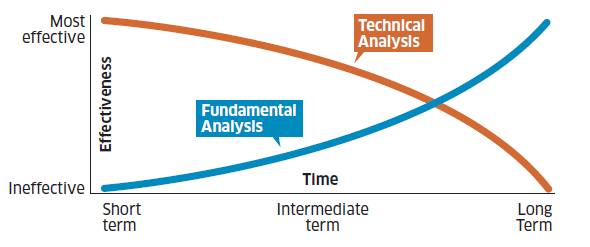 Most
effective
Technical
Analysis
Effectiveness
Fundamental
Analysis
Ineffective
Time
Short
term
Intermediate
term
Long
Term